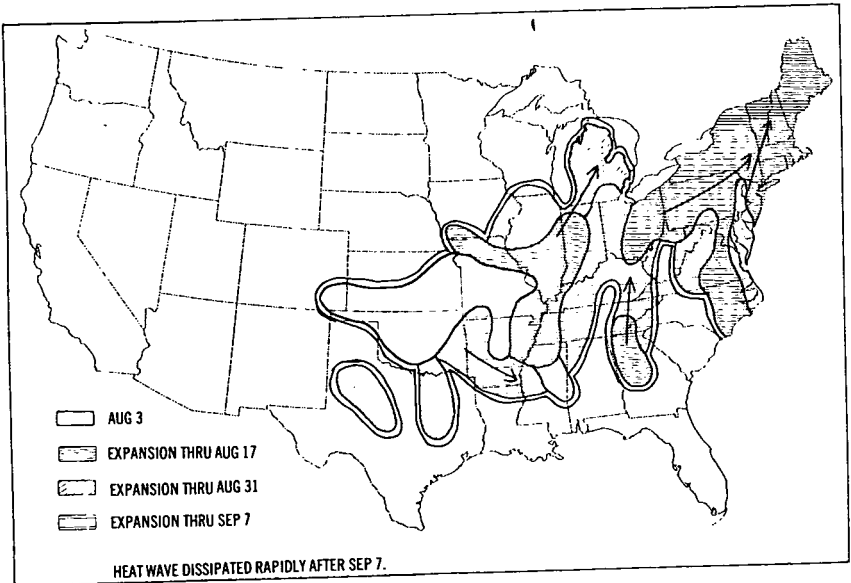 AUG 3
EXPANSION THRU AUG 17
EXPANSION THRU AUG 31
EXPANSION THRU SEP 7
HEAT WAVE DISSIPATED RAPIDLY AFTER SEP 7.